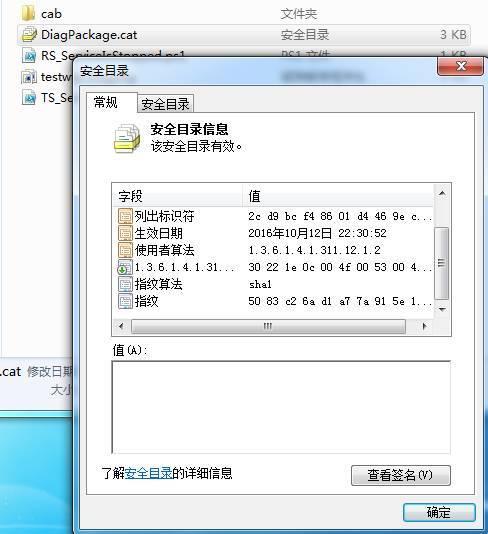 cab 文件夹
DiagPackage.cat 安全目录 3 KB
RS_ServiceIsStopped.ps1 PS1 文件
testw
TS_Se
安全目录
常规 安全目录
安全目录信息
该安全目录有效。
字段 值
列出标识符 2c d9 bc f4 86 01 d4 46 9e c...
生效日期 2016年10月12日 22:30:52
使用者算法 1.3.6.1.4.1.311.12.1.2
1.3.6.1.4.1.31... 30 22 1e 0c 00 4f 00 53 00 4...
指纹算法 sha1
指纹 50 83 c2 6a d1 a7 7a 91 5e 1...
值(A):
.cat 修改日期
大小
了解安全目录的详细信息 查看签名(V)
确定